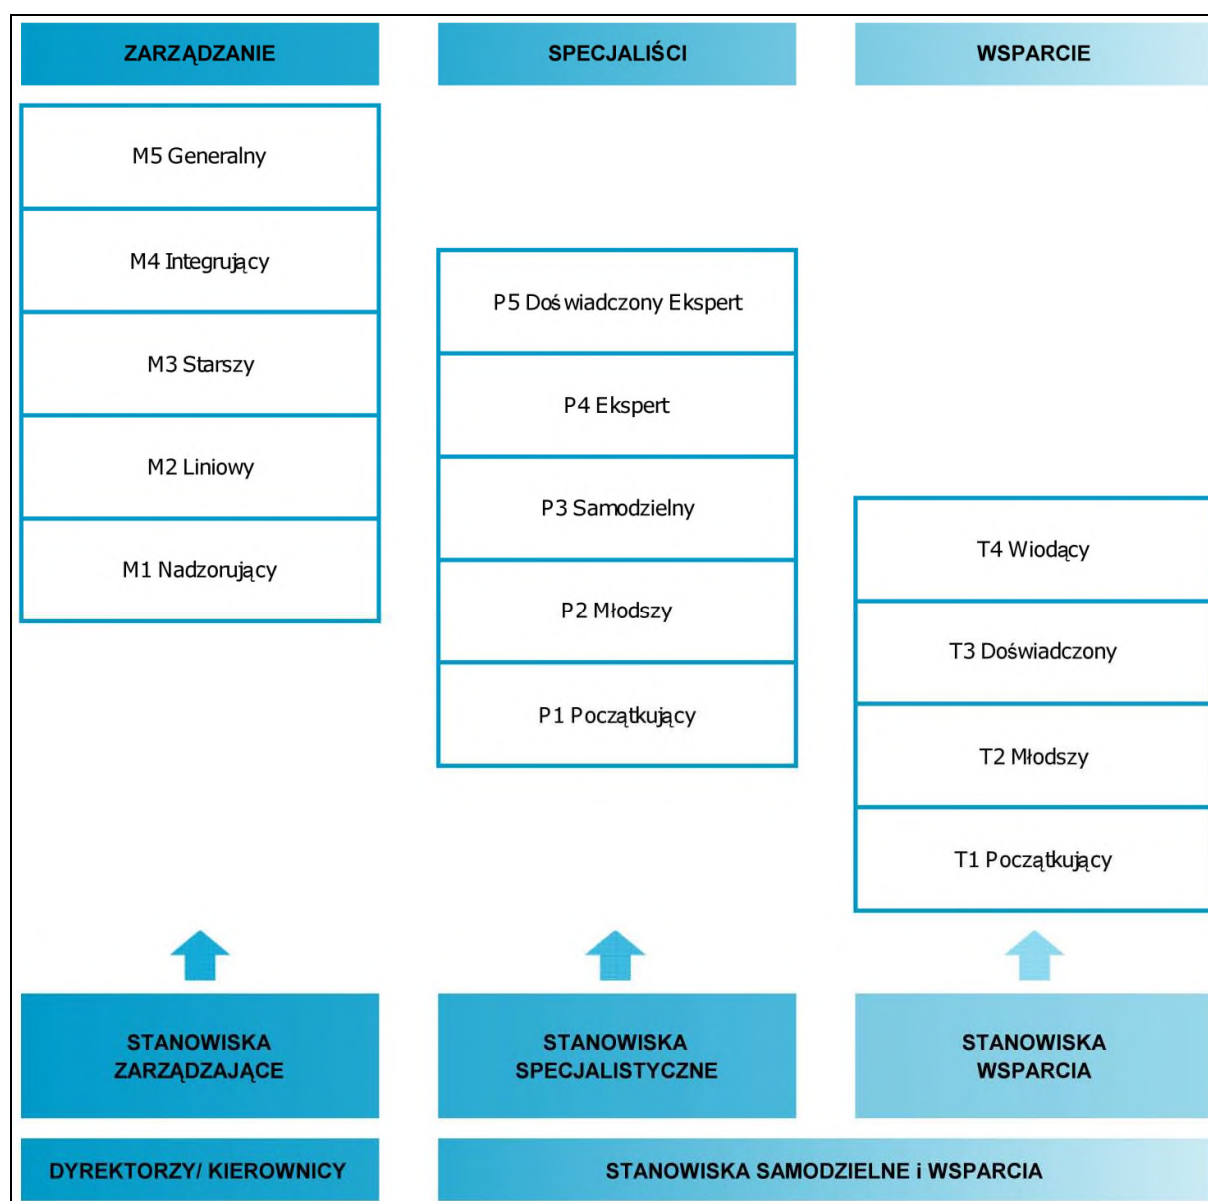 ZARZĄDZANIE
SPECJALIŚCI
WSPARCIE
M5 Generalny
M4 Integrujący
M3 Starszy
M2 Liniowy
M1 Nadzorujący
P5 Doświadczony Ekspert
P4 Ekspert
P3 Samodzielny
P2 Młodszy
P1 Początkujący
T4 Wiodący
T3 Doświadczony
T2 Młodszy
T1 Początkujący
STANOWISKA
ZARZĄDZAJĄCE
STANOWISKA
SPECJALISTYCZNE
STANOWISKA
WSPARCIA
DYREKTORZY/ KIEROWNICY
STANOWISKA SAMODZIELNE i WSPARCIA